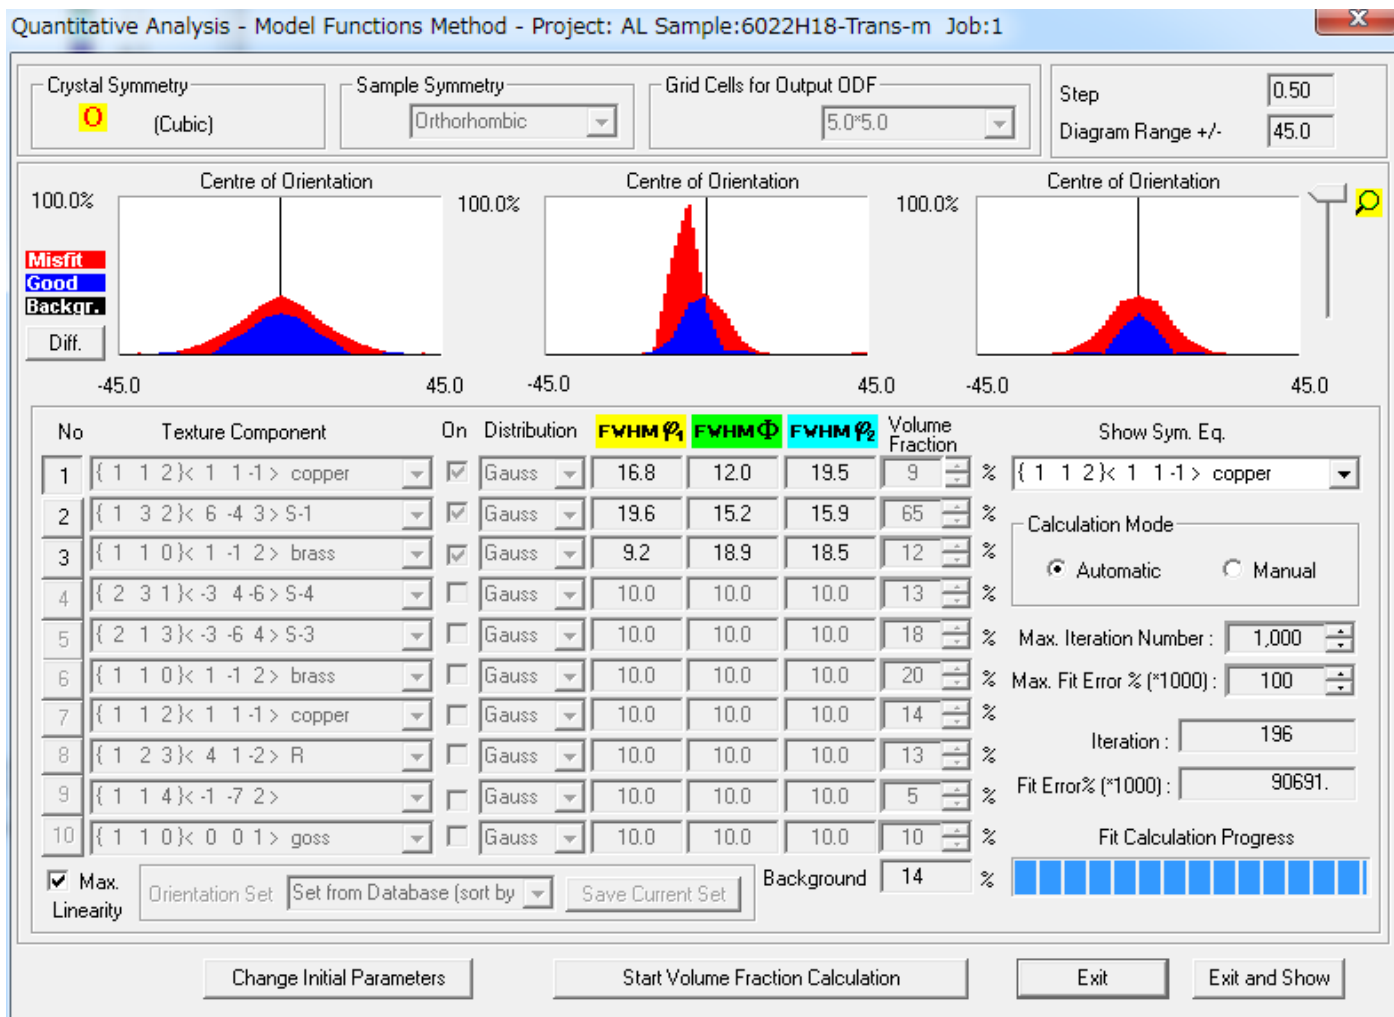 Quantitative Analysis - Model Functions Method - Project: AL Sample:6022H18-Trans-m Job:1
x
Crystal Symmetry
O (Cubic)
Sample Symmetry
Orthorhombic
Grid Cells for Output ODF
5.0*5.0
Step 0.50
Diagram Range +/- 45.0
Centre of Orientation Centre of Orientation Centre of Orientation
100.0% 100.0% 100.0%
Misfit
Good
Backgr.
Diff.
-45.0 45.0 -45.0 45.0 -45.0 45.0
No Texture Component On Distribution FWHM φ1 FWHM Φ FWHM φ2 Volume Fraction
1 { 1 1 2}< 1 1 -1 > copper Gauss 16.8 12.0 19.5 9 %
2 { 1 3 2}< 6 -4 3 > S-1 Gauss 19.6 15.2 15.9 65 %
3 { 1 1 0}< 1 -1 2 > brass Gauss 9.2 18.9 18.5 12 %
4 { 2 3 1}< -3 4 -6 > S-4 Gauss 10.0 10.0 10.0 13 %
5 { 2 1 3}< -3 -6 4 > S-3 Gauss 10.0 10.0 10.0 18 %
6 { 1 1 0}< 1 -1 2 > brass Gauss 10.0 10.0 10.0 20 %
7 { 1 1 2}< 1 1 -1 > copper Gauss 10.0 10.0 10.0 14 %
8 { 1 2 3}< 4 1 -2 > R Gauss 10.0 10.0 10.0 13 %
9 { 1 1 4}< -1 -7 2 > Gauss 10.0 10.0 10.0 5 %
10 { 1 1 0}< 0 0 1 > goss Gauss 10.0 10.0 10.0 10 %
Max. Linearity
Orientation Set Set from Database (sort by Save Current Set
Background 14 %
Show Sym. Eq.
{ 1 1 2}< 1 1 -1 > copper
Calculation Mode
Automatic Manual
Max. Iteration Number : 1,000
Max. Fit Error % (*1000) : 100
Iteration : 196
Fit Error% (*1000) : 90691.
Fit Calculation Progress
Change Initial Parameters Start Volume Fraction Calculation Exit Exit and Show